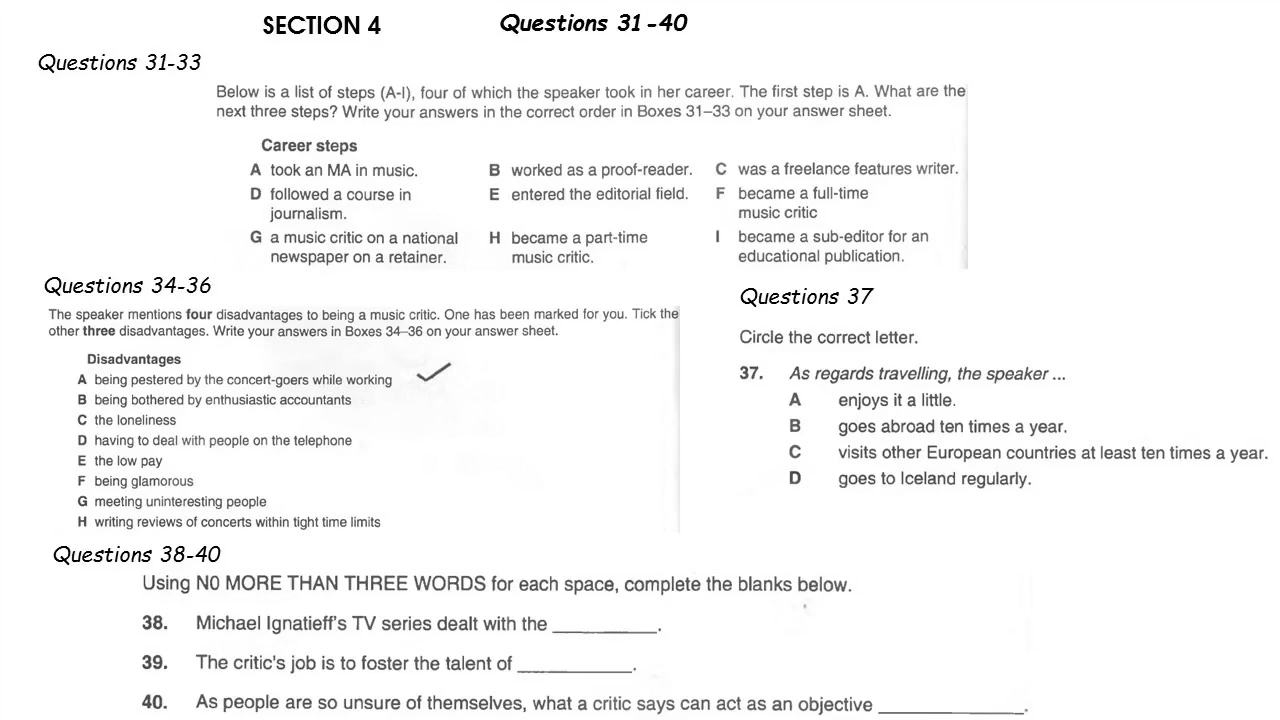 SECTION 4 Questions 31-40
Questions 31-33
Below is a list of steps (A-I), four of which the speaker took in her career. The first step is A. What are the
next three steps? Write your answers in the correct order in Boxes 31–33 on your answer sheet.
Career steps
A took an MA in music. B worked as a proof-reader. C was a freelance features writer.
D followed a course in E entered the editorial field. F became a full-time
journalism. music critic
G a music critic on a national H became a part-time I became a sub-editor for an
newspaper on a retainer. music critic. educational publication.
Questions 34-36
The speaker mentions four disadvantages to being a music critic. One has been marked for you. Tick the
other three disadvantages. Write your answers in Boxes 34–36 on your answer sheet.
Disadvantages
A being pestered by the concert-goers while working
B being bothered by enthusiastic accountants
C the loneliness
D having to deal with people on the telephone
E the low pay
F being glamorous
G meeting uninteresting people
H writing reviews of concerts within tight time limits
Questions 37
Circle the correct letter.
37. As regards travelling, the speaker ...
A enjoys it a little.
B goes abroad ten times a year.
C visits other European countries at least ten times a year.
D goes to Iceland regularly.
Questions 38-40
Using NO MORE THAN THREE WORDS for each space, complete the blanks below.
38. Michael Ignatieff's TV series dealt with the ___________.
39. The critic's job is to foster the talent of ____________.
40. As people are so unsure of themselves, what a critic says can act as an objective _______________.